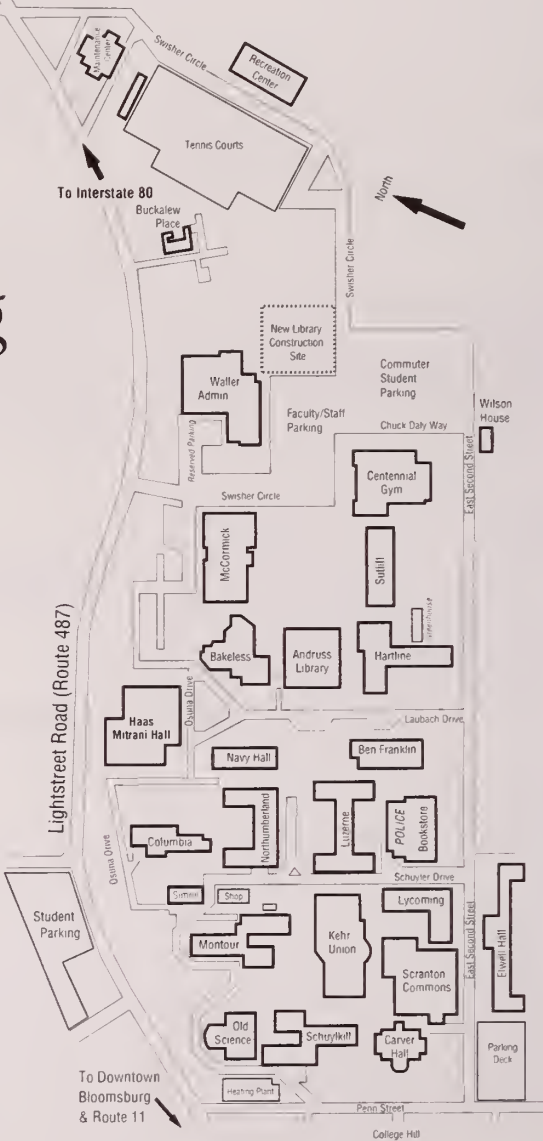 Maintenance
Center
Swisher Circle
Recreation
Center
Tennis Courts
To Interstate 80
North
Buckalew
Place
Swisher Circle
New Library
Construction
Site
Waller
Admin
Commuter
Student
Parking
Faculty/Staff
Parking
Wilson
House
Reserved Parking
Chuck Daly Way
Centennial
Gym
East Second Street
Swisher Circle
McCormick
Sutliff
Greenhouse
Lightstreet Road (Route 487)
Bakeless
Andruss
Library
Hartline
Osuna Drive
Haas
Mitrani Hall
Laubach Drive
Navy Hall
Ben Franklin
Columbia
Northumberland
Luzerne
POLICE
Bookstore
Osuna Drive
Schuyler Drive
Simon
Shop
Lycoming
Student
Parking
Montour
Kehr
Union
East Second Street
Elwell Hall
Scranton
Commons
Old
Science
Schuylkill
Carver
Hall
Parking
Deck
To Downtown
Bloomsburg
& Route 11
Heating Plant
Penn Street
College Hill